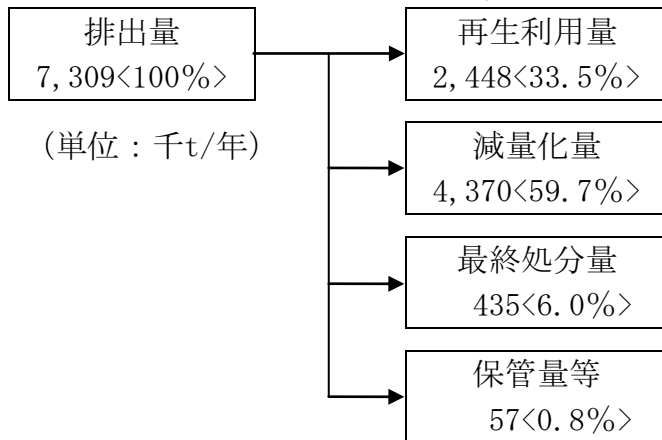 排出量
7,309<100%>
(単位：千t/年)
再生利用量
2,448<33.5%>
減量化量
4,370<59.7%>
最終処分量
435<6.0%>
保管量等
57<0.8%>